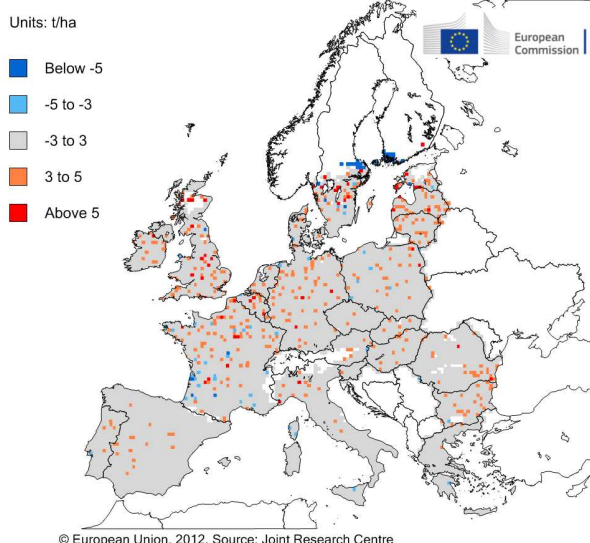 Units: t/ha
Below -5
-5 to -3
-3 to 3
3 to 5
Above 5
European
Commission
© European Union, 2012. Source: Joint Research Centre